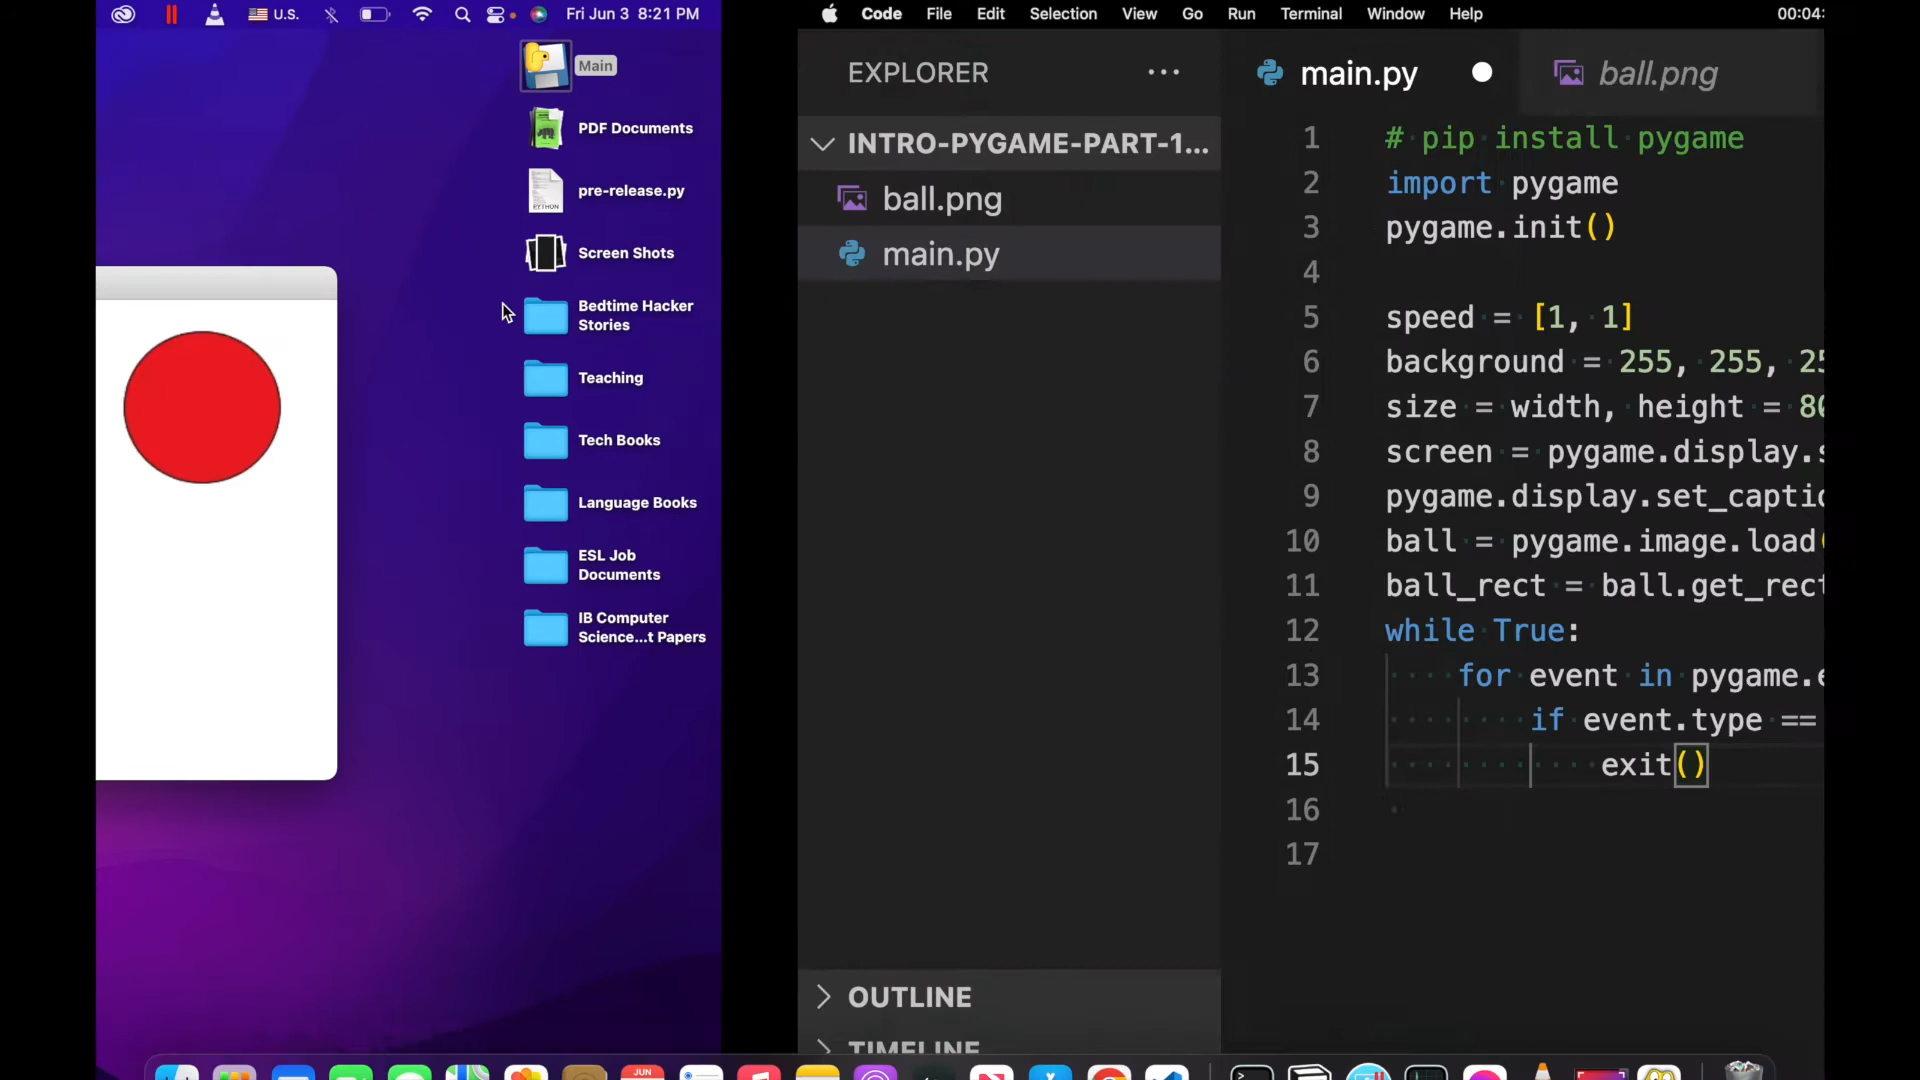 U.S.
Fri Jun 3 8:21 PM
Main
PDF Documents
PYTHON
pre-release.py
Screen Shots
Bedtime Hacker
Stories
Teaching
Tech Books
Language Books
ESL Job
Documents
IB Computer
Science...t Papers
Code File Edit Selection View Go Run Terminal Window Help
00:04:
EXPLORER
INTRO-PYGAME-PART-1...
ball.png
main.py
OUTLINE
TIMELINE
main.py
ball.png
1 # pip install pygame
2 import pygame
3 pygame.init()
4
5 speed = [1, 1]
6 background = 255, 255, 25
7 size = width, height = 80
8 screen = pygame.display.s
9 pygame.display.set_captio
10 ball = pygame.image.load(
11 ball_rect = ball.get_rect
12 while True:
13 for event in pygame.e
14 if event.type ==
15 exit()
16
17
JUN